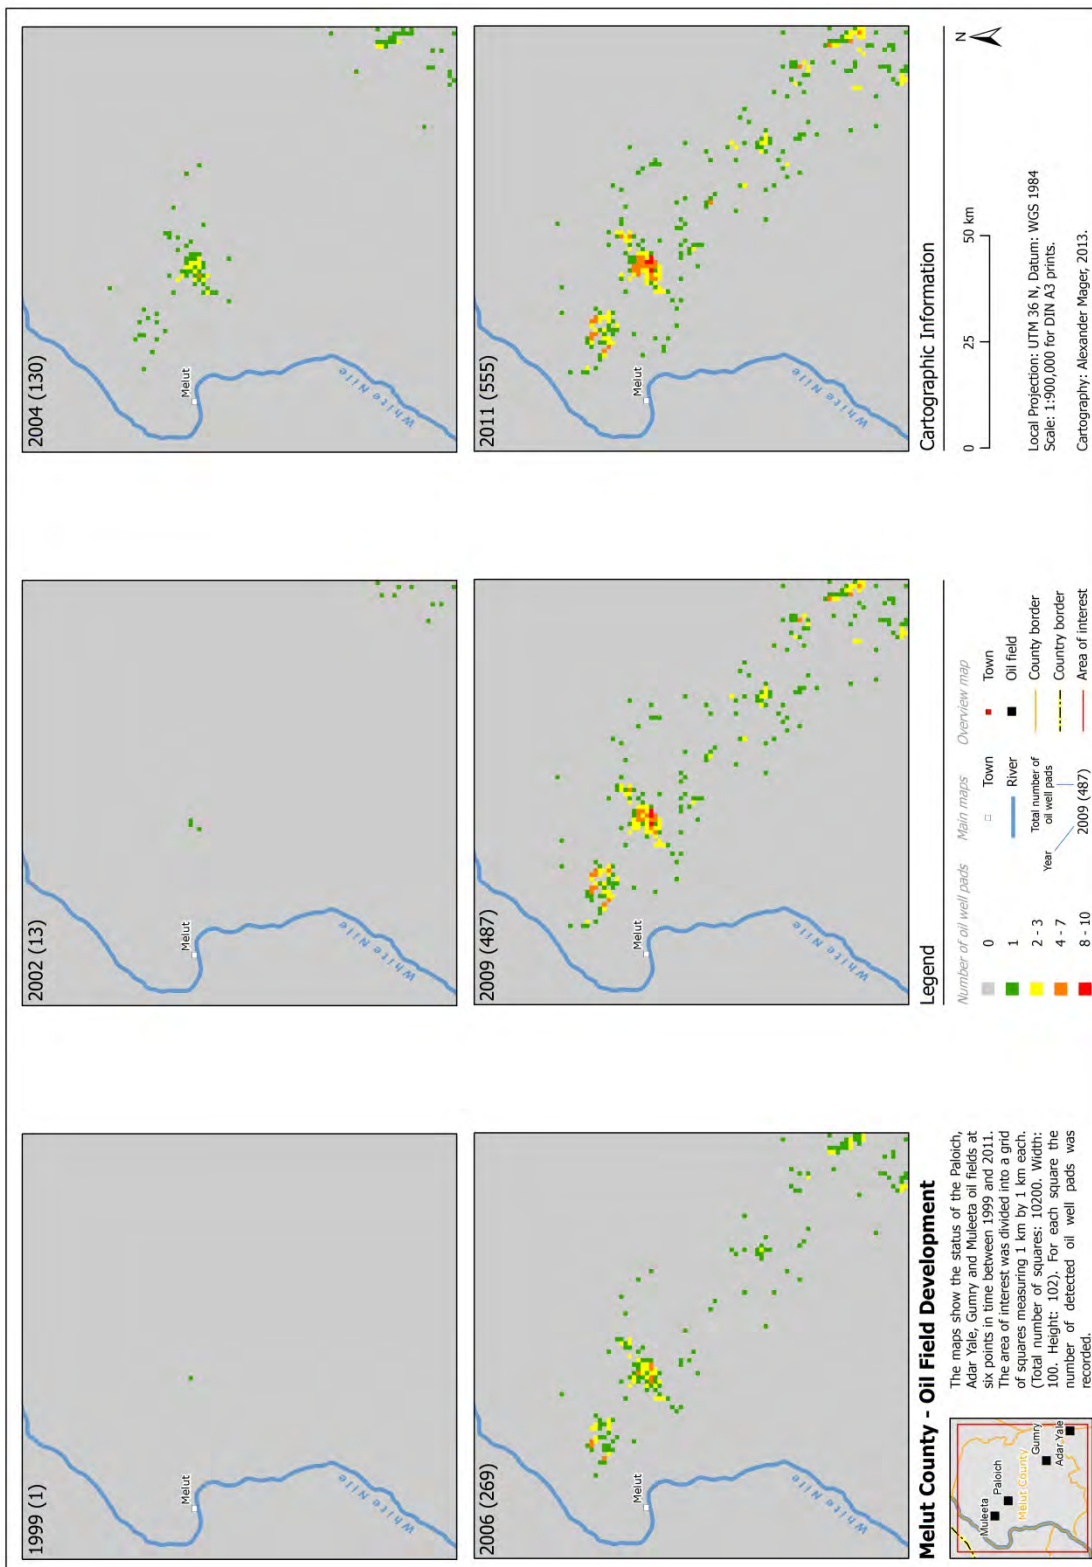 1999 (1)
Melut
White Nile
2002 (13)
Melut
White Nile
2004 (130)
Melut
White Nile
2006 (269)
Melut
White Nile
2009 (487)
Melut
White Nile
2011 (555)
Melut
White Nile
Melut County - Oil Field Development
Muleeta
Paloich
Melut County
Gumry
Adar Yale
The maps show the status of the Paloich,
Adar Yale, Gumry and Muleeta oil fields at
six points in time between 1999 and 2011.
The area of interest was divided into a grid
of squares measuring 1 km by 1 km each.
(Total number of squares: 10200. Width:
100. Height: 102). For each square the
number of detected oil well pads was
recorded.
Legend
Number of oil well pads
0
1
2 - 3
4 - 7
8 - 10
Main maps
Town
River
Total number of
oil well pads
Year
2009 (487)
Overview map
Town
Oil field
County border
Country border
Area of interest
Cartographic Information
0 25 50 km
N
Local Projection: UTM 36 N, Datum: WGS 1984
Scale: 1:900,000 for DIN A3 prints.
Cartography: Alexander Mager, 2013.